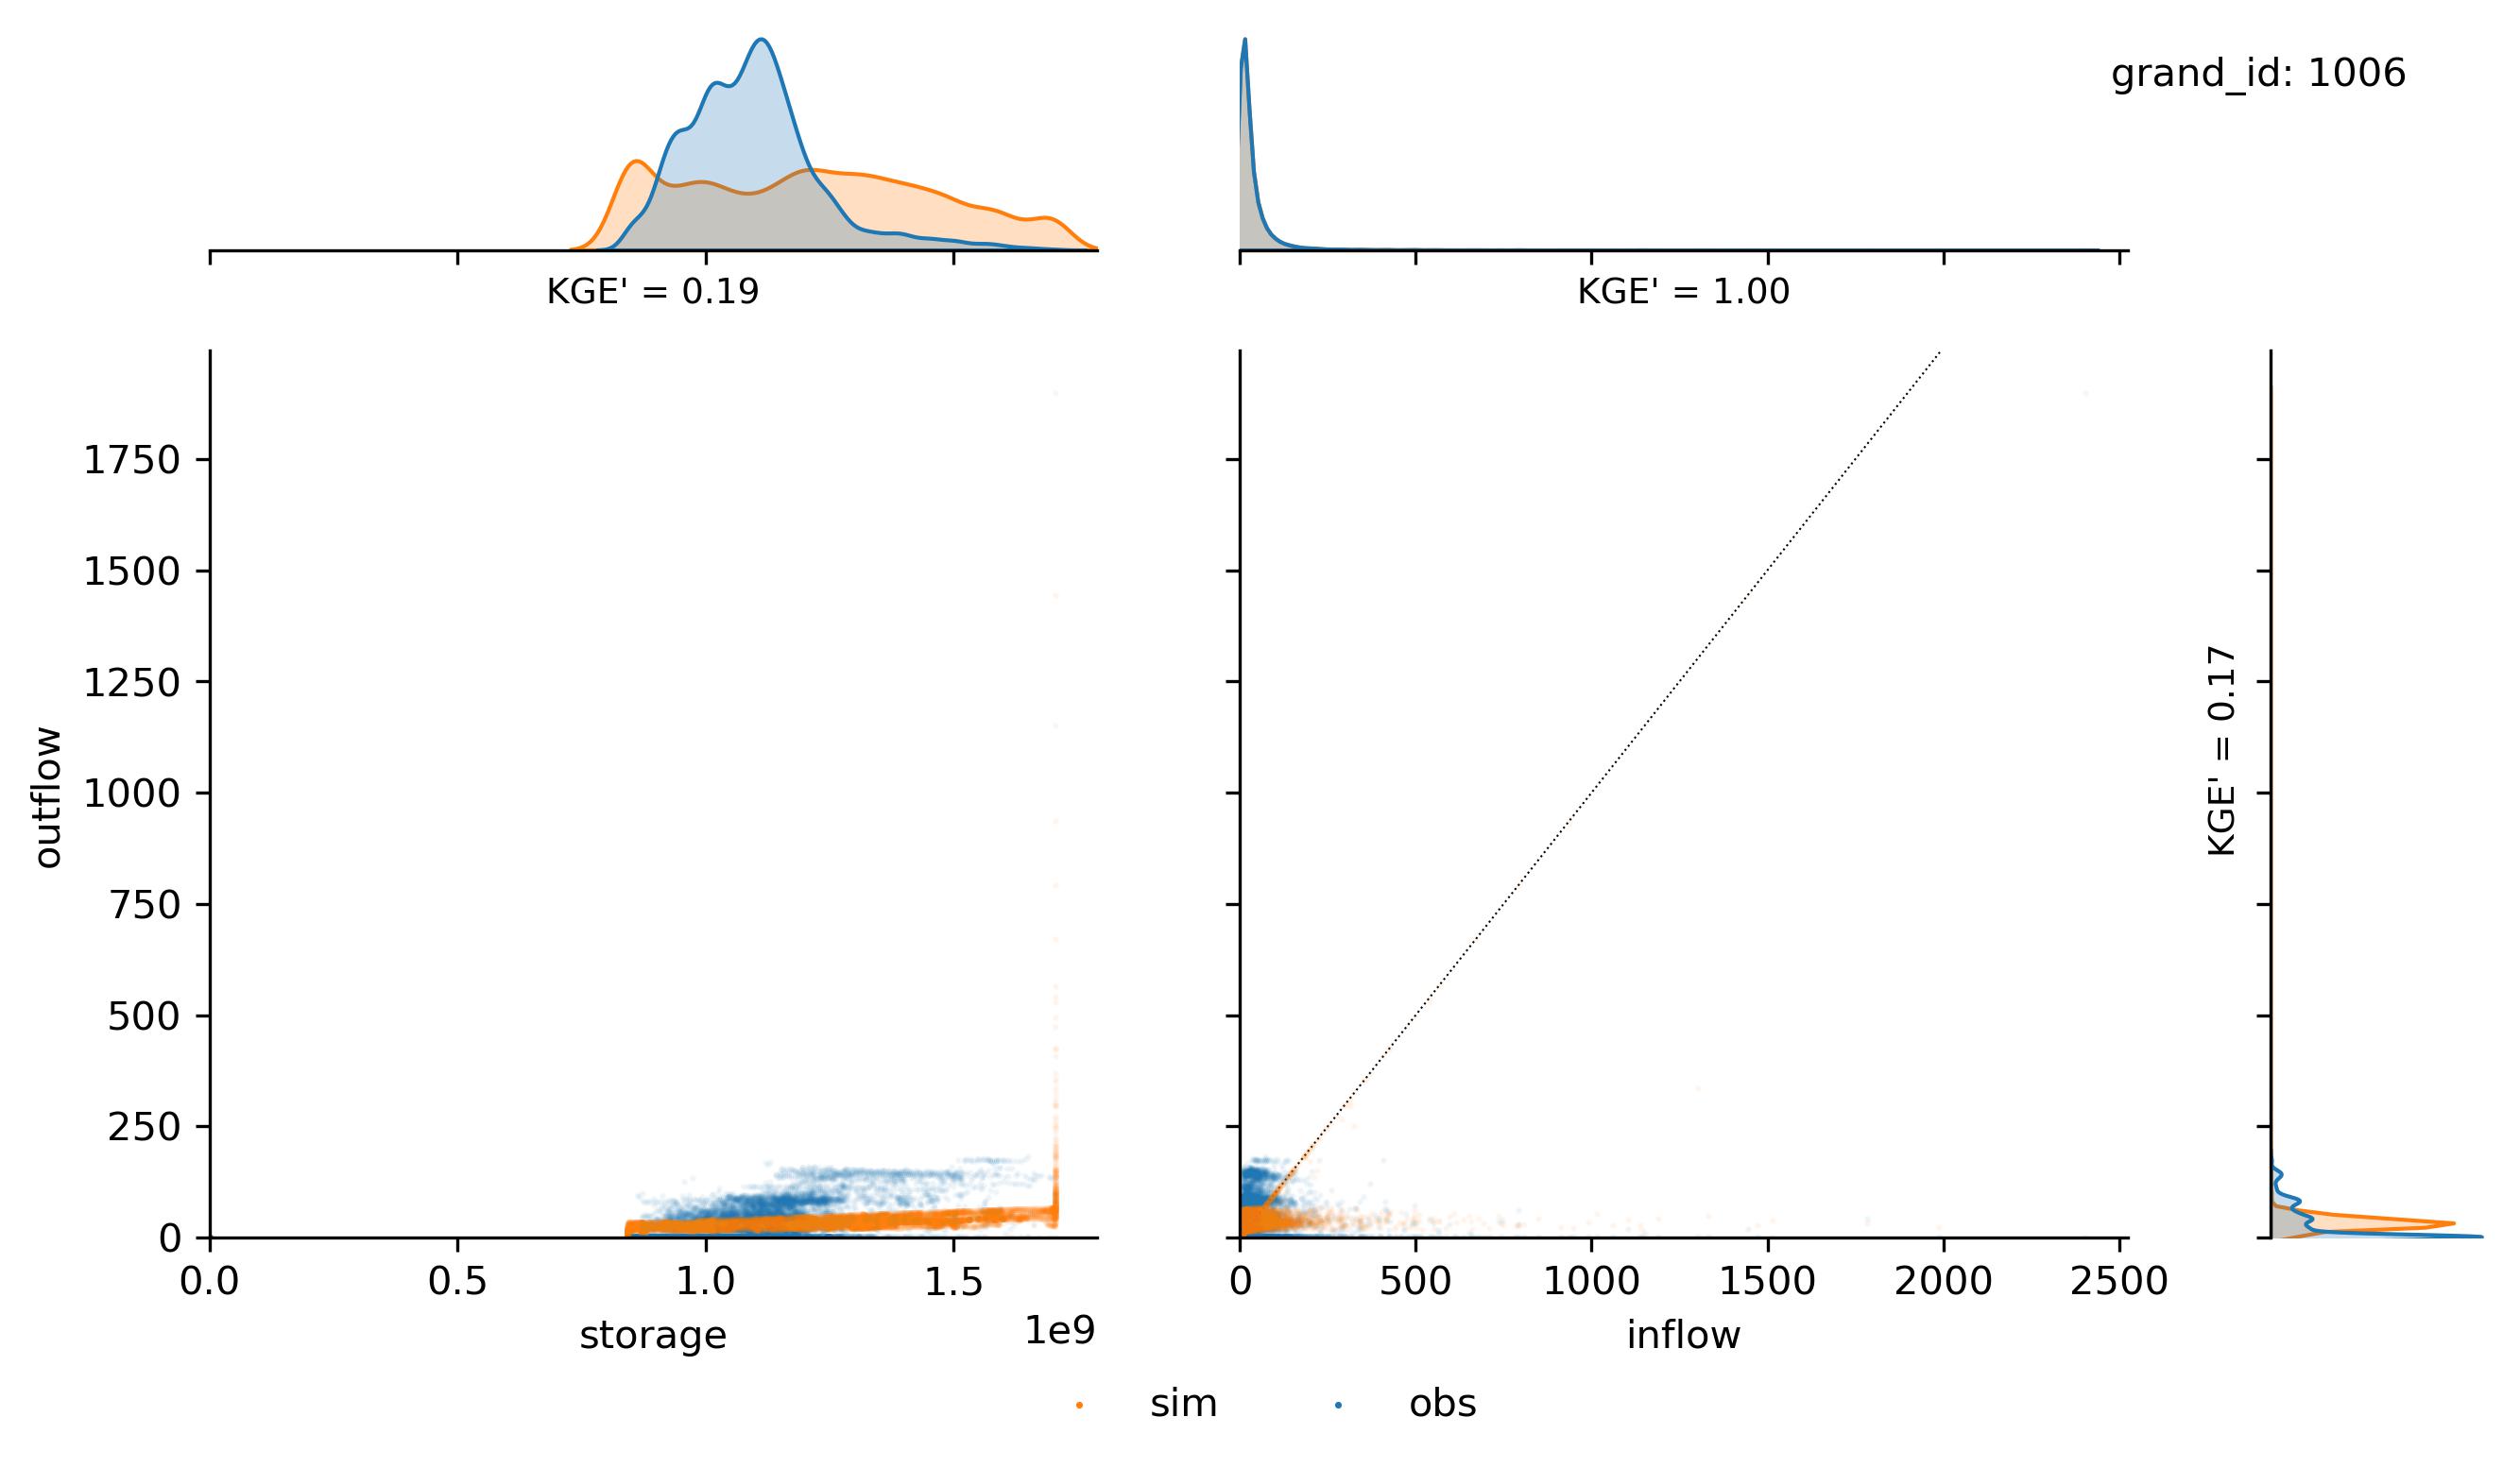 grand_id: 1006
KGE' = 0.19
KGE' = 1.00
1750
1500
1250
1000
750
500
250
0
outflow
KGE' = 0.17
0.0 0.5 1.0 1.5
1e9
storage
0 500 1000 1500 2000 2500
inflow
sim obs